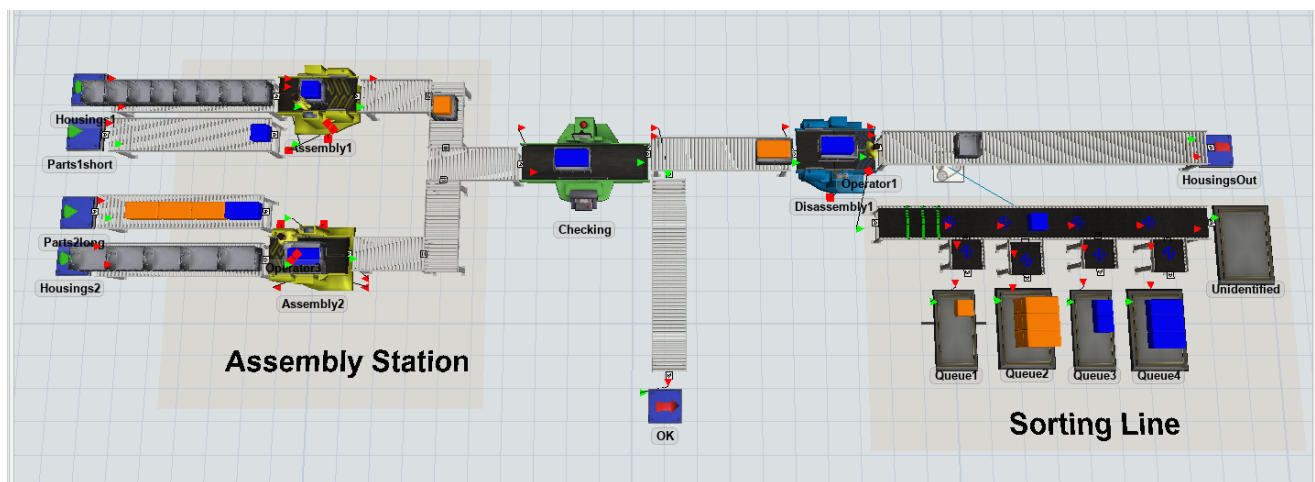 Housings1
Assembly1
Parts1short
Parts2long
Operator3
Housings2
Assembly2
Assembly Station
Checking
OK
Operator1
Disassembly1
HousingsOut
Unidentified
Queue1
Queue2
Queue3
Queue4
Sorting Line